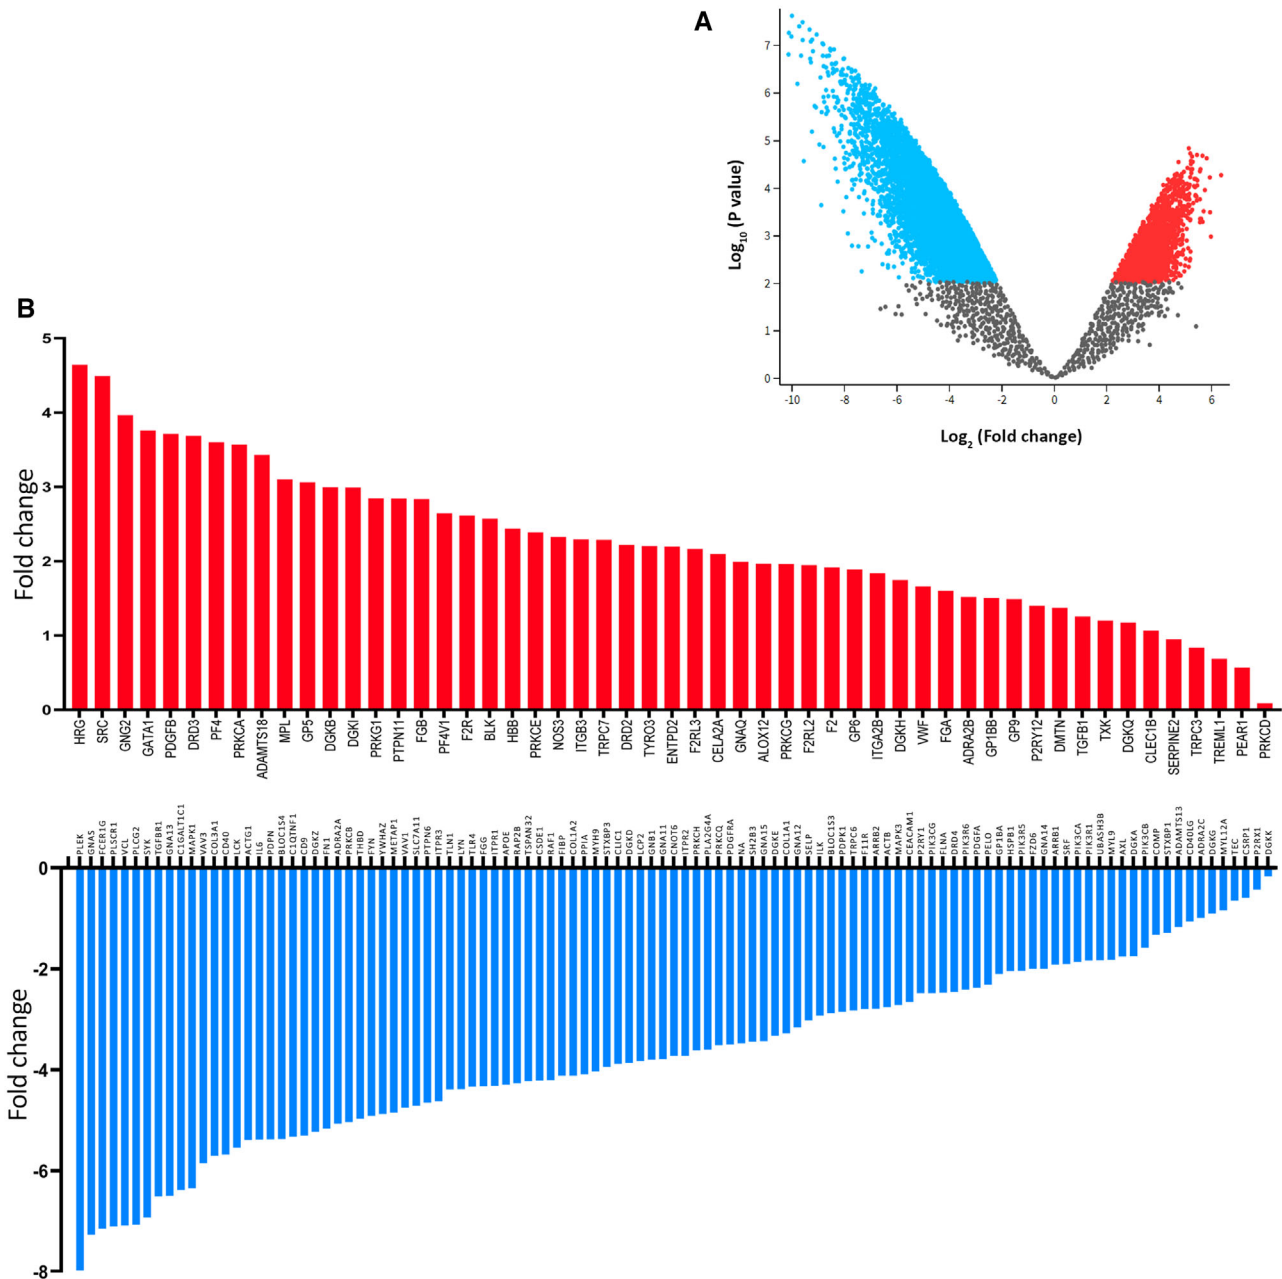 A
7
6
5
4
3
2
1
0
-10
-8
-6
-4
-2
0
2
4
6
Log10 (P value)
Log2 (Fold change)
B
5
4
3
2
1
0
Fold change
HRG
SRC
GNG2
GATA1
PDGFB
DRD3
PF4
PRKCA
ADAMTS18
MPL
GP5
DGKB
DGKI
PRKG1
PTPN11
FGB
PF4V1
F2R
BLK
HBB
PRKCE
NOS3
ITGB3
TRPC7
DRD2
TYRO3
ENTPD2
F2RL3
CELA2A
GNAQ
ALOX12
PRKCG
F2RL2
F2
GP6
ITGA2B
DGKH
VWF
FGA
ADRA2B
GP1BB
GP9
P2RY12
DMTN
TGFB1
TXK
DGKQ
CLEC1B
SERPINE2
TRPC3
TREML1
PEAR1
PRKCD
PLEK
GNAS
FCER1G
PLSCR1
VCL
PLCG2
SYK
TGFBR1
GNA13
C1GALT1C1
MAPK1
VAV3
COL3A1
CD40
LCK
ACTG1
IL6
PDPN
BLOC1S4
C1QTNF1
CD9
DGKZ
FN1
ADRA2A
PRKCB
THBD
FYN
YWHAZ
METAP1
VAV1
SLC7A11
PTPN6
ITPR3
TLN1
LYN
TLR4
FGG
ITPR1
APOE
RAP2B
TSPAN32
CSDE1
RAF1
FIBP
COL1A2
PPIA
MYH9
STXBP3
CLIC1
DGKD
LCP2
GNB1
GNA11
CNOT6
ITPR2
PRKCH
PLA2G4A
PRKCQ
PDGFRA
NA
SH2B3
GNA15
DGKE
COL1A1
GNA12
SELP
ILK
BLOC1S3
PDPK1
TRPC6
F11R
ARRB2
ACTB
MAPK3
CEACAM1
P2RY1
PIK3CG
FLNA
DRD4
PIK3R6
PDGFA
PELO
GP1BA
HSPB1
PIK3R5
FZD6
GNA14
ARRB1
SRF
PIK3CA
PIK3R1
UBASH3B
MYL9
AXL
DGKA
PIK3CB
COMP
STXBP1
ADAMTS13
CD40LG
ADRA2C
DGKG
MYL12A
TEC
CSRP1
P2RX1
DGKK
0
-2
-4
-6
-8
Fold change